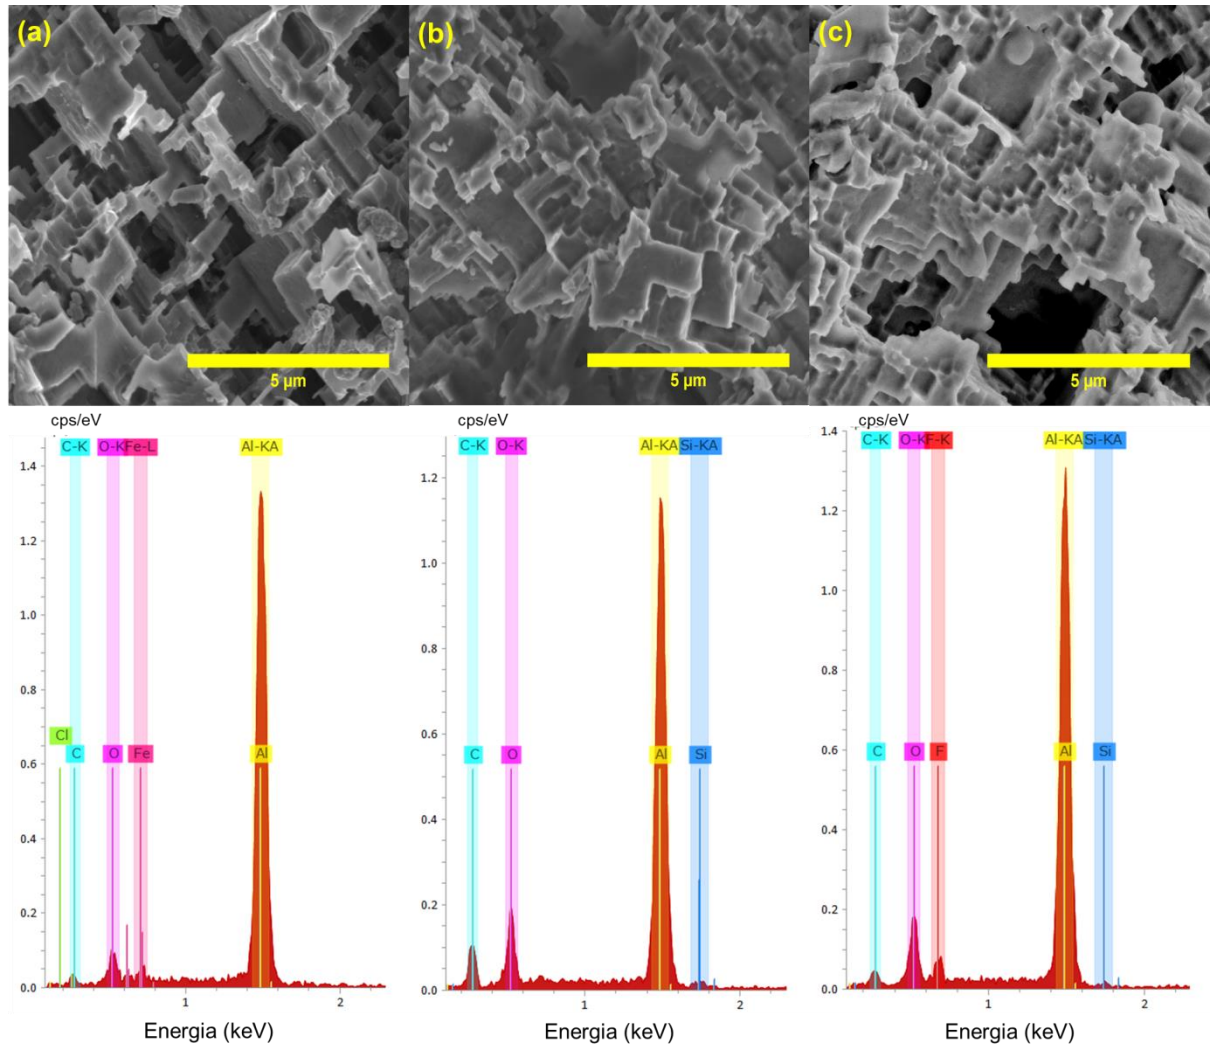 (a) (b) (c)
5 µm 5 µm 5 µm
cps/eV
C-K O-K Fe-L Al-KA
1.4
1.2
1.0
0.8
Cl
C O Fe Al
0.6
0.4
0.2
0.0
1 2
Energia (keV)
cps/eV
C-K O-K Al-KA Si-KA
1.2
1.0
0.8
C O Al Si
0.6
0.4
0.2
0.0
1 2
Energia (keV)
cps/eV
1.4
C-K O-K F-K Al-KA Si-KA
1.2
1.0
0.8
C O F Al Si
0.6
0.4
0.2
0.0
1 2
Energia (keV)